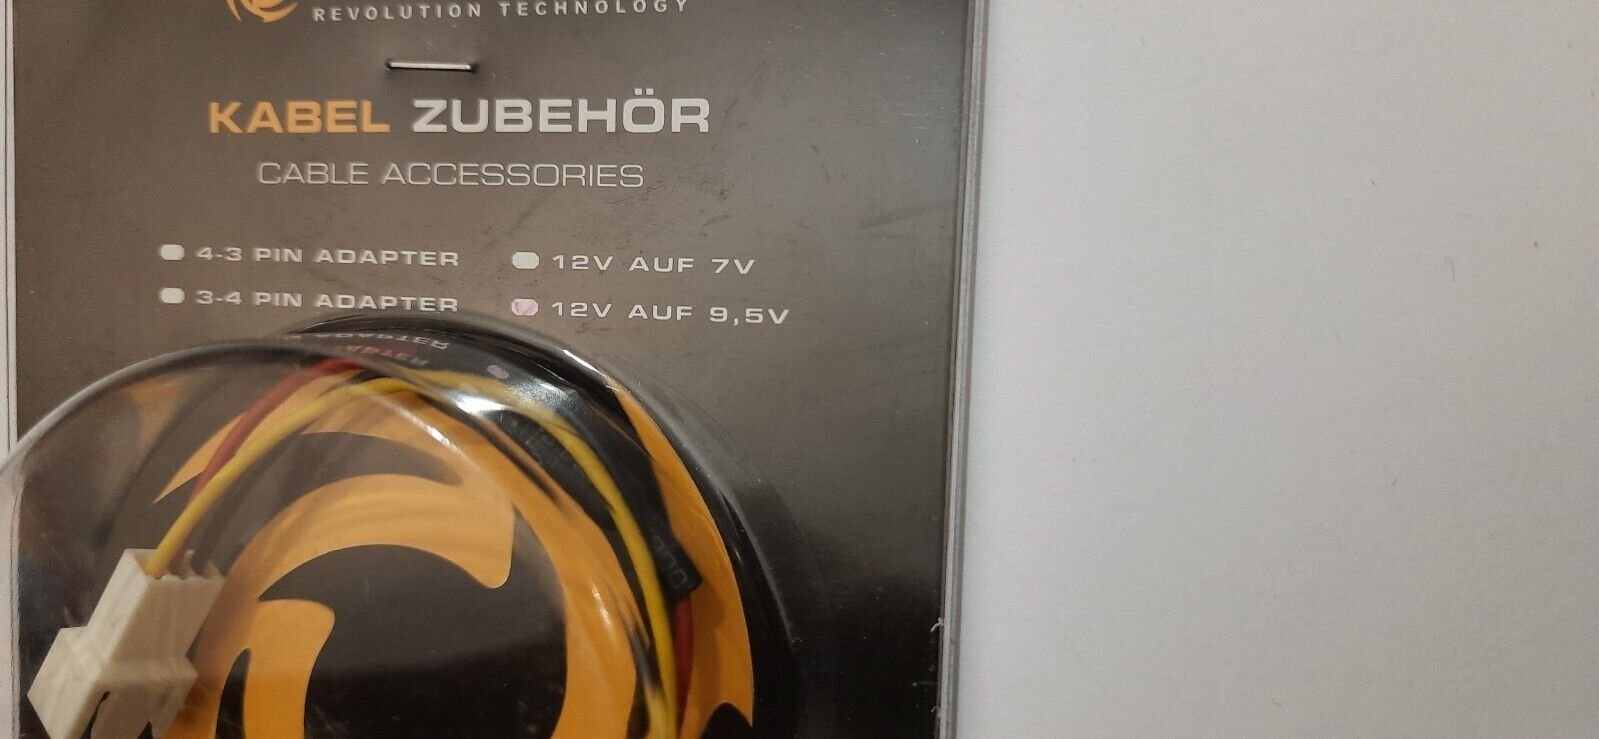 REVOLUTION TECHNOLOGY
KABEL ZUBEHÖR
CABLE ACCESSORIES
4-3 PIN ADAPTER
3-4 PIN ADAPTER
12V AUF 7V
12V AUF 9,5V